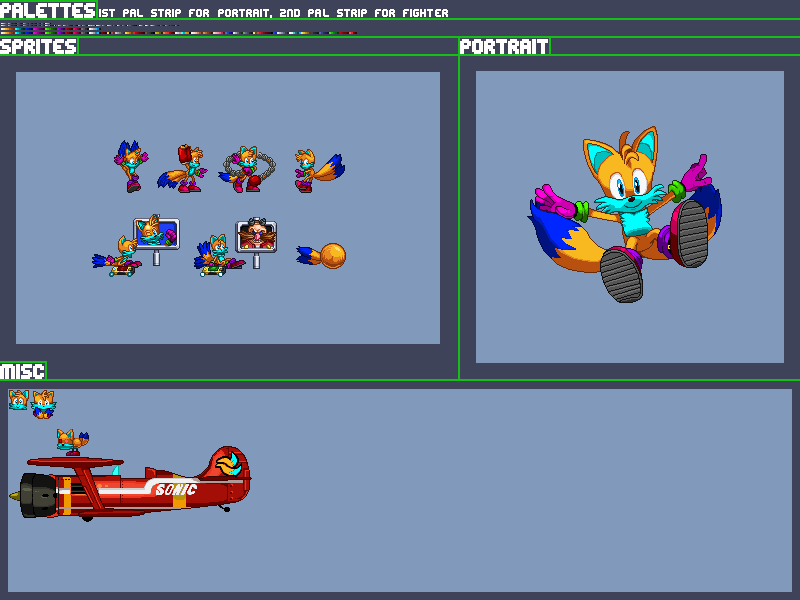 PALETTES 1ST PAL STRIP FOR PORTRAIT, 2ND PAL STRIP FOR FIGHTER
SPRITES
PORTRAIT
MISC
SONIC